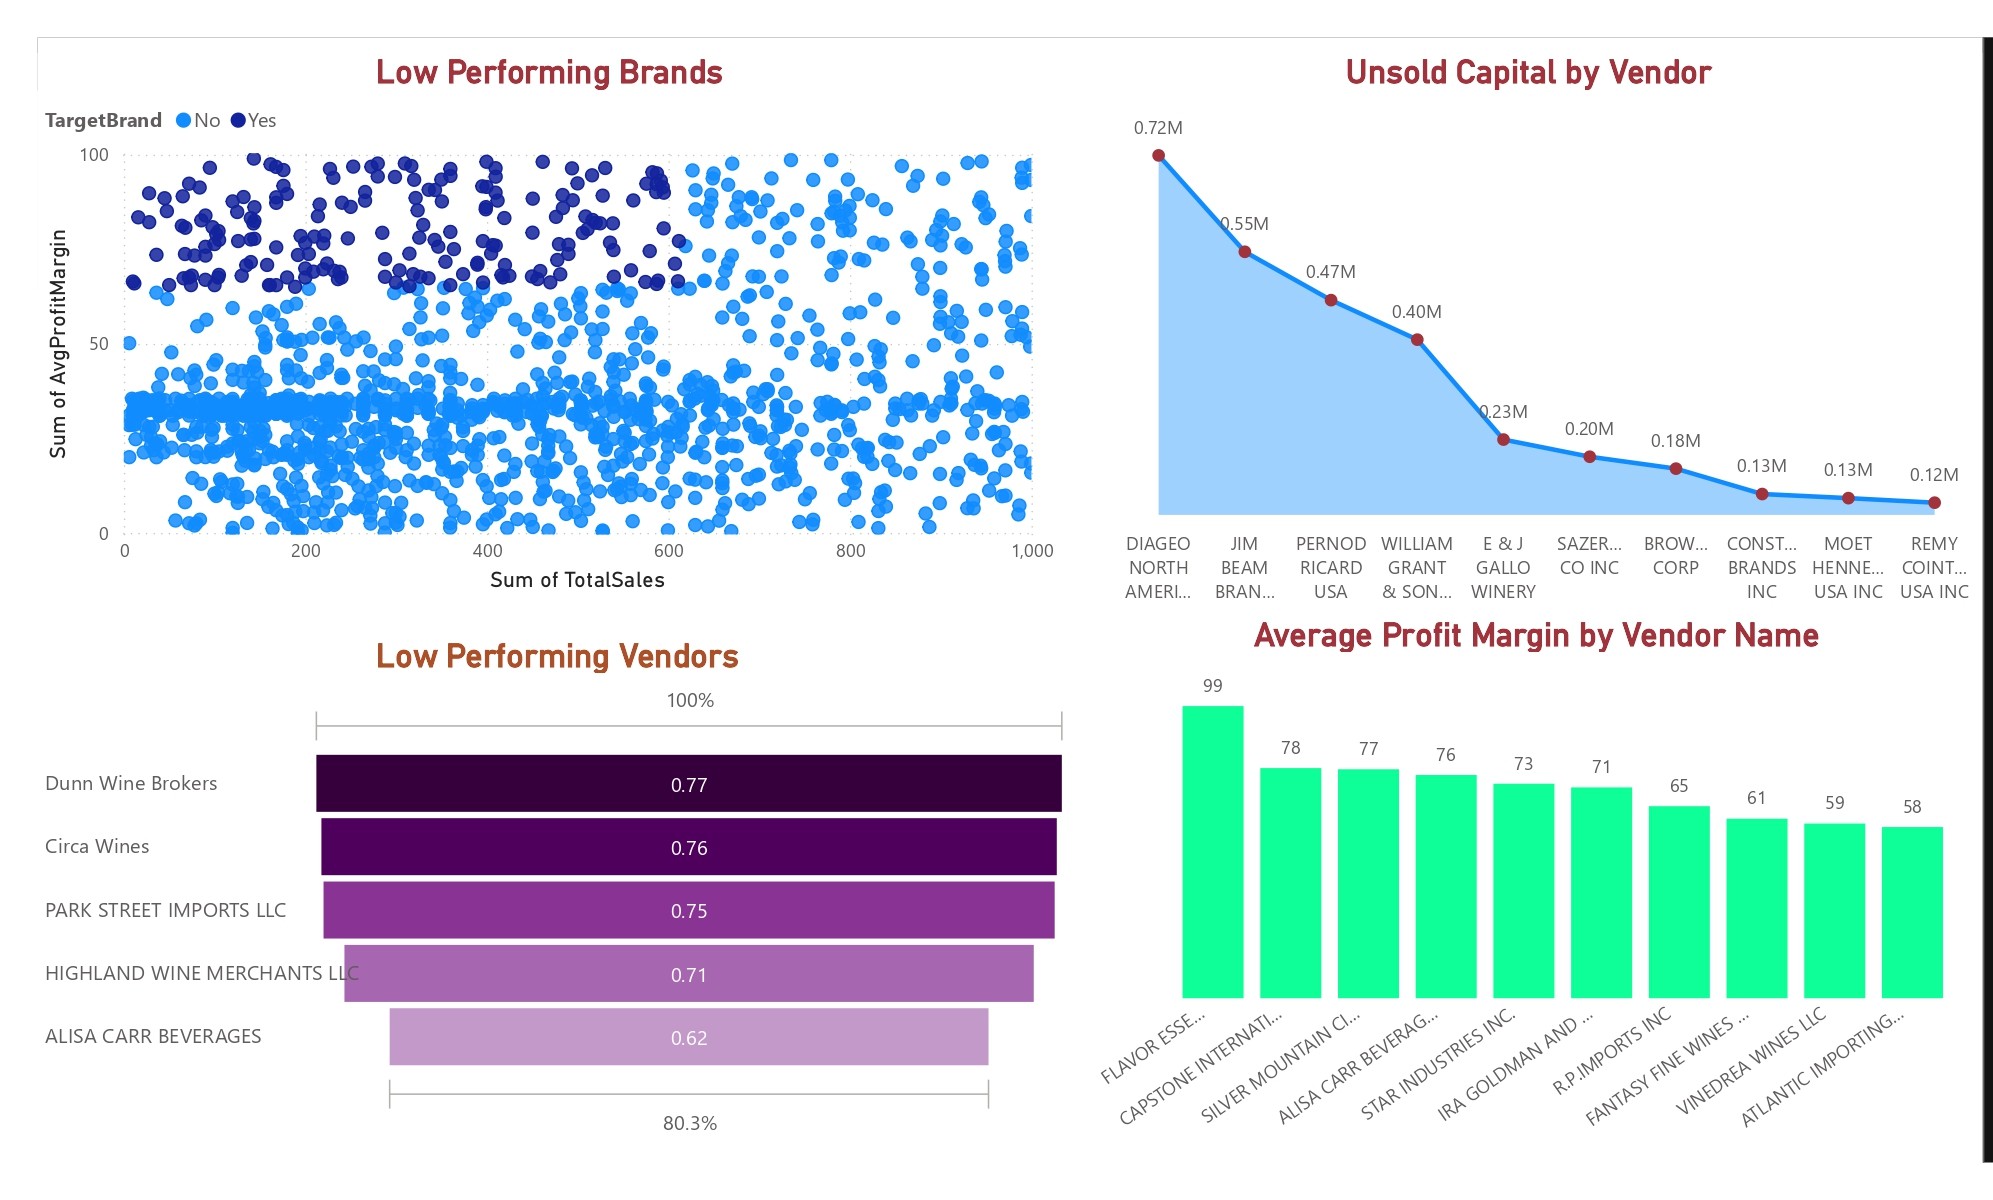 Low Performing Brands
TargetBrand No Yes
100
50
0
Sum of AvgProfitMargin
0 200 400 600 800 1,000
Sum of TotalSales
Unsold Capital by Vendor
0.72M
0.55M
0.47M
0.40M
0.23M
0.20M
0.18M
0.13M
0.13M
0.12M
DIAGEO
NORTH
AMERI...
JIM
BEAM
BRAN...
PERNOD
RICARD
USA
WILLIAM
GRANT
& SON...
E & J
GALLO
WINERY
SAZER...
CO INC
BROW...
CORP
CONST...
BRANDS
INC
MOET
HENNE...
USA INC
REMY
COINT...
USA INC
Low Performing Vendors
100%
Dunn Wine Brokers 0.77
Circa Wines 0.76
PARK STREET IMPORTS LLC 0.75
HIGHLAND WINE MERCHANTS LLC 0.71
ALISA CARR BEVERAGES 0.62
80.3%
Average Profit Margin by Vendor Name
99
78
77
76
73
71
65
61
59
58
FLAVOR ESSE...
CAPSTONE INTERNATI...
SILVER MOUNTAIN CI...
ALISA CARR BEVERAG...
STAR INDUSTRIES INC.
IRA GOLDMAN AND ...
R.P.IMPORTS INC
FANTASY FINE WINES ...
VINEDREA WINES LLC
ATLANTIC IMPORTING...